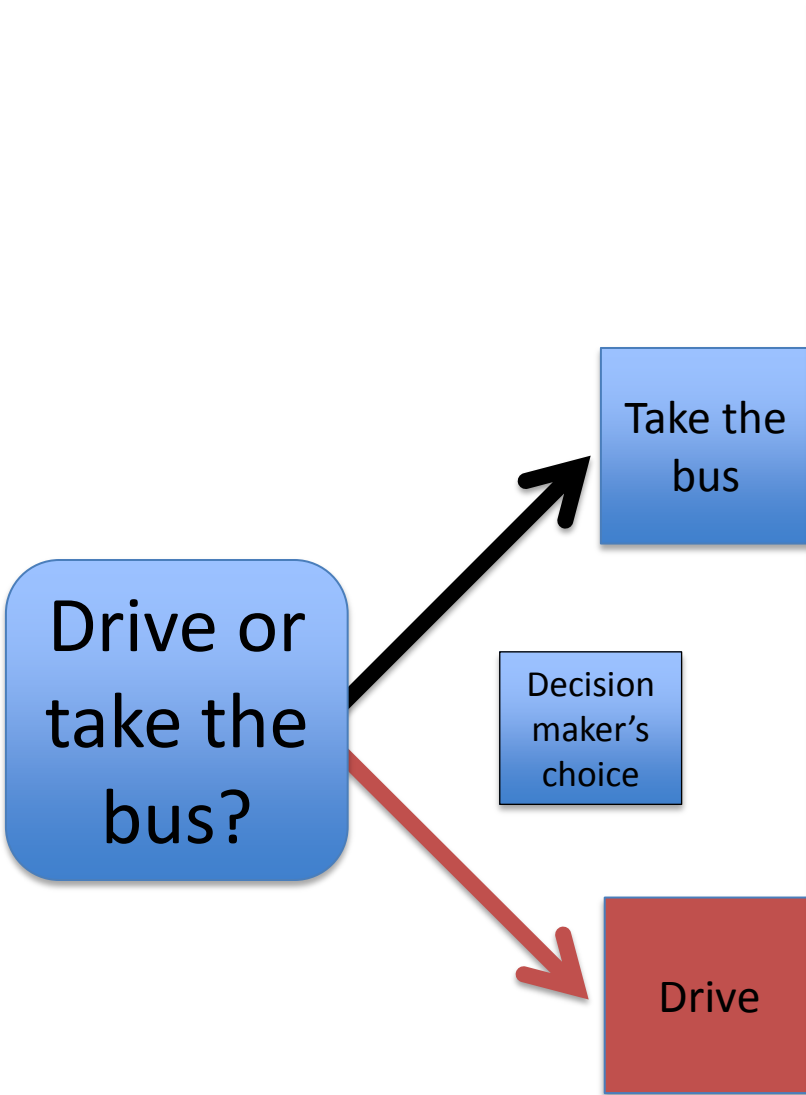 Take the
bus
Drive or
take the
bus?
Decision
maker’s
choice
Drive